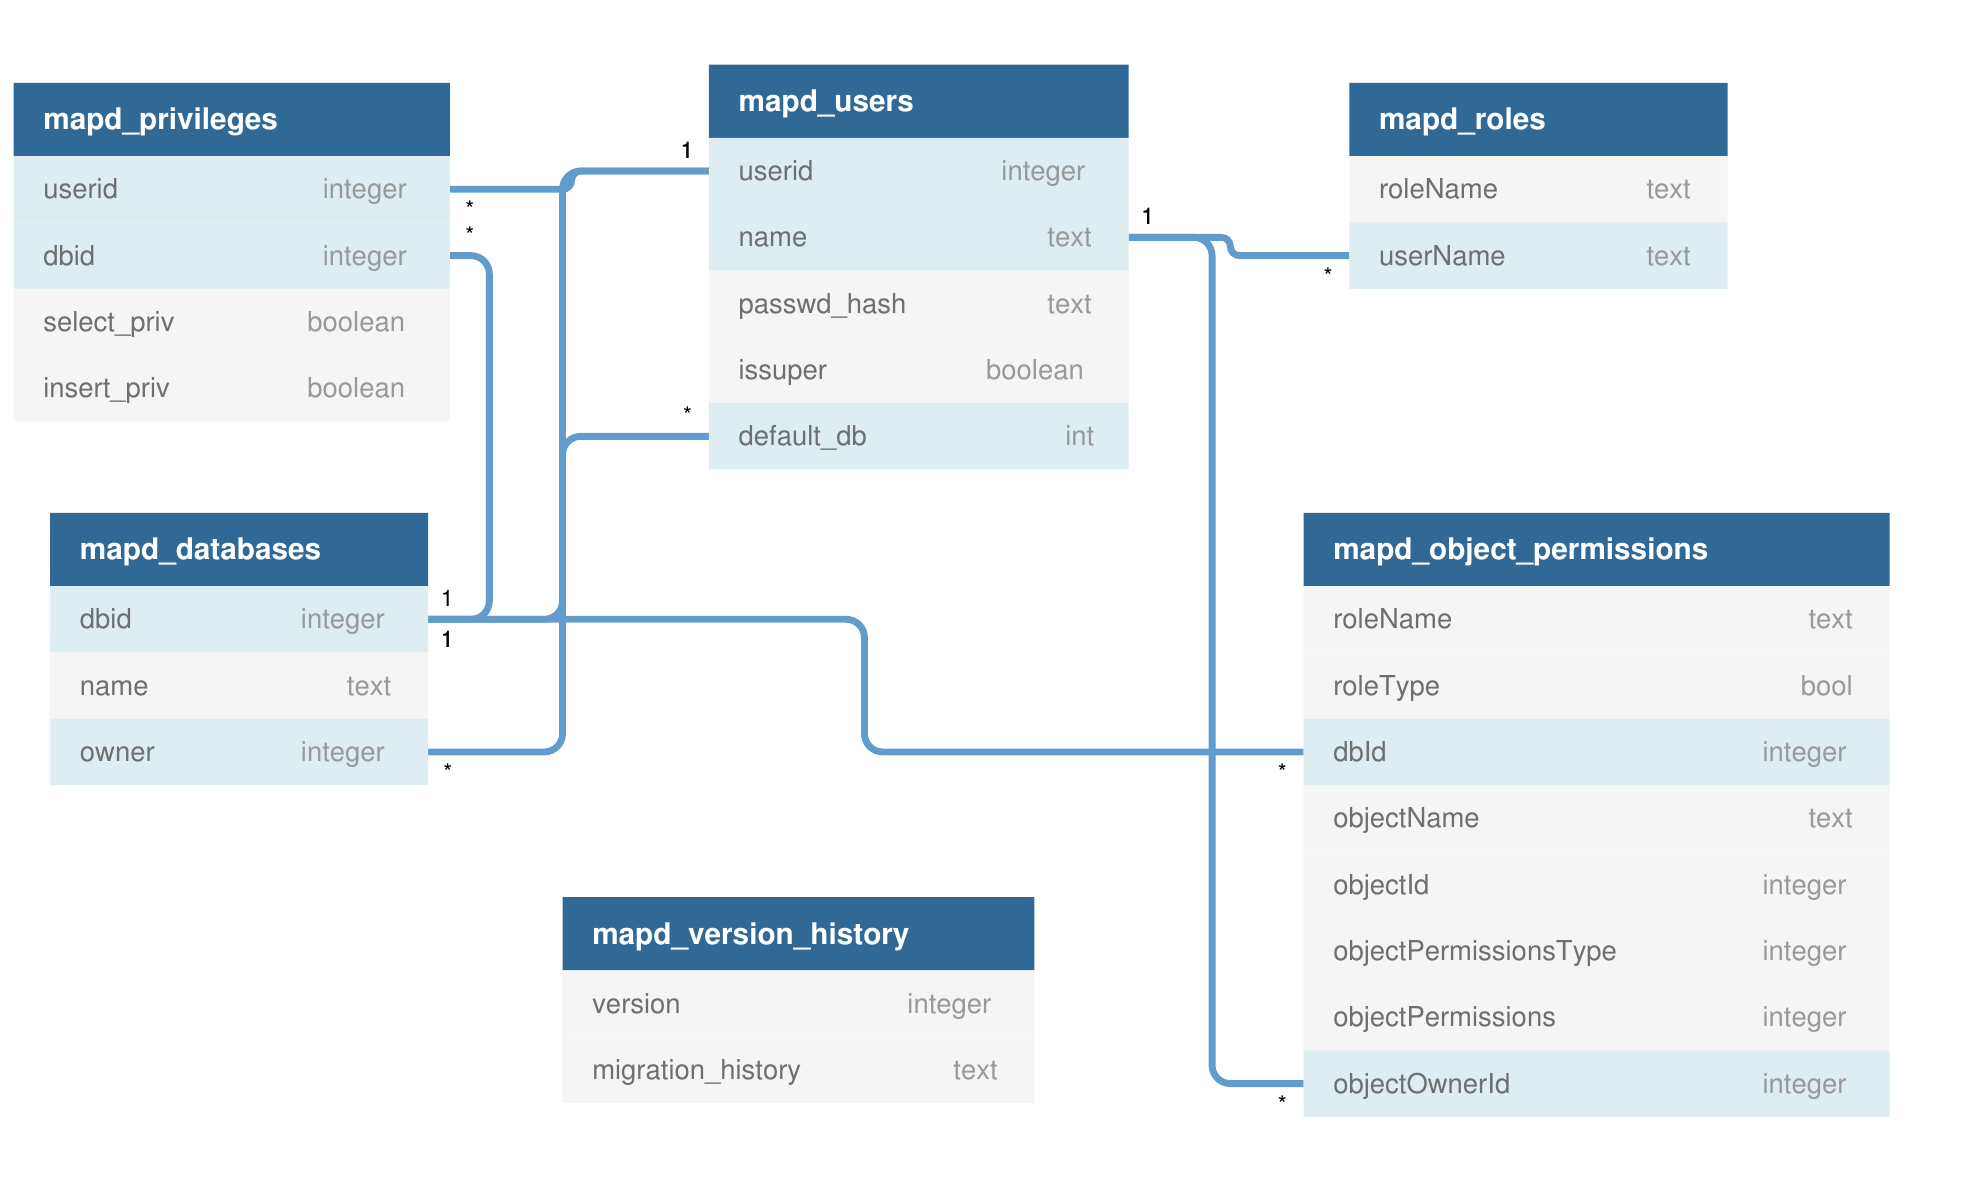 mapd_privileges
userid integer
*
*
dbid integer
select_priv boolean
insert_priv boolean
mapd_users
1
userid integer
name text
1
passwd_hash text
issuper boolean
*
default_db int
mapd_roles
roleName text
userName text
*
mapd_databases
1
dbid integer
1
name text
owner integer
*
mapd_object_permissions
roleName text
roleType bool
dbId integer
*
objectName text
objectId integer
objectPermissionsType integer
objectPermissions integer
objectOwnerId integer
*
mapd_version_history
version integer
migration_history text